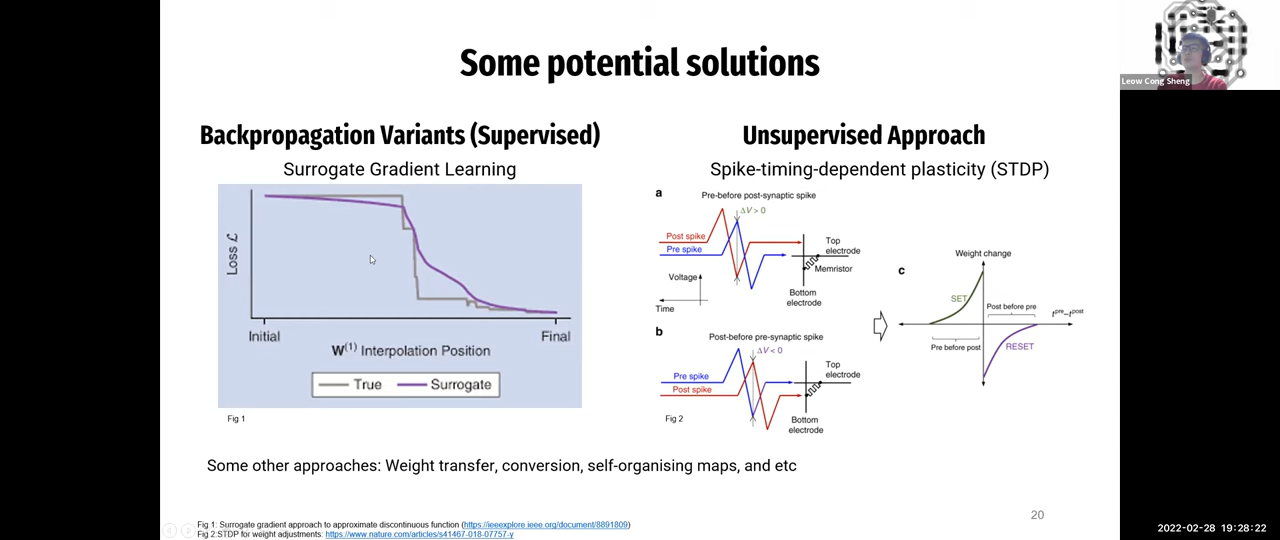 Some potential solutions
Leow Cong Sheng
Backpropagation Variants (Supervised)
Surrogate Gradient Learning
Loss ℒ
Initial
Final
W(1) Interpolation Position
True
Surrogate
Fig 1
Unsupervised Approach
Spike-timing-dependent plasticity (STDP)
a
Pre-before post-synaptic spike
ΔV > 0
Post spike
Pre spike
Top
electrode
Memristor
Voltage
Bottom
electrode
Time
b
Post-before pre-synaptic spike
ΔV < 0
Pre spike
Post spike
Top
electrode
Bottom
electrode
Fig 2
c
Weight change
SET
Post before pre
tpre–tpost
Pre before post
RESET
Some other approaches: Weight transfer, conversion, self-organising maps, and etc
20
Fig 1: Surrogate gradient approach to approximate discontinuous function (https://ieeexplore.ieee.org/document/8891809)
Fig 2:STDP for weight adjustments: https://www.nature.com/articles/s41467-018-07757-y
2022-02-28 19:28:22